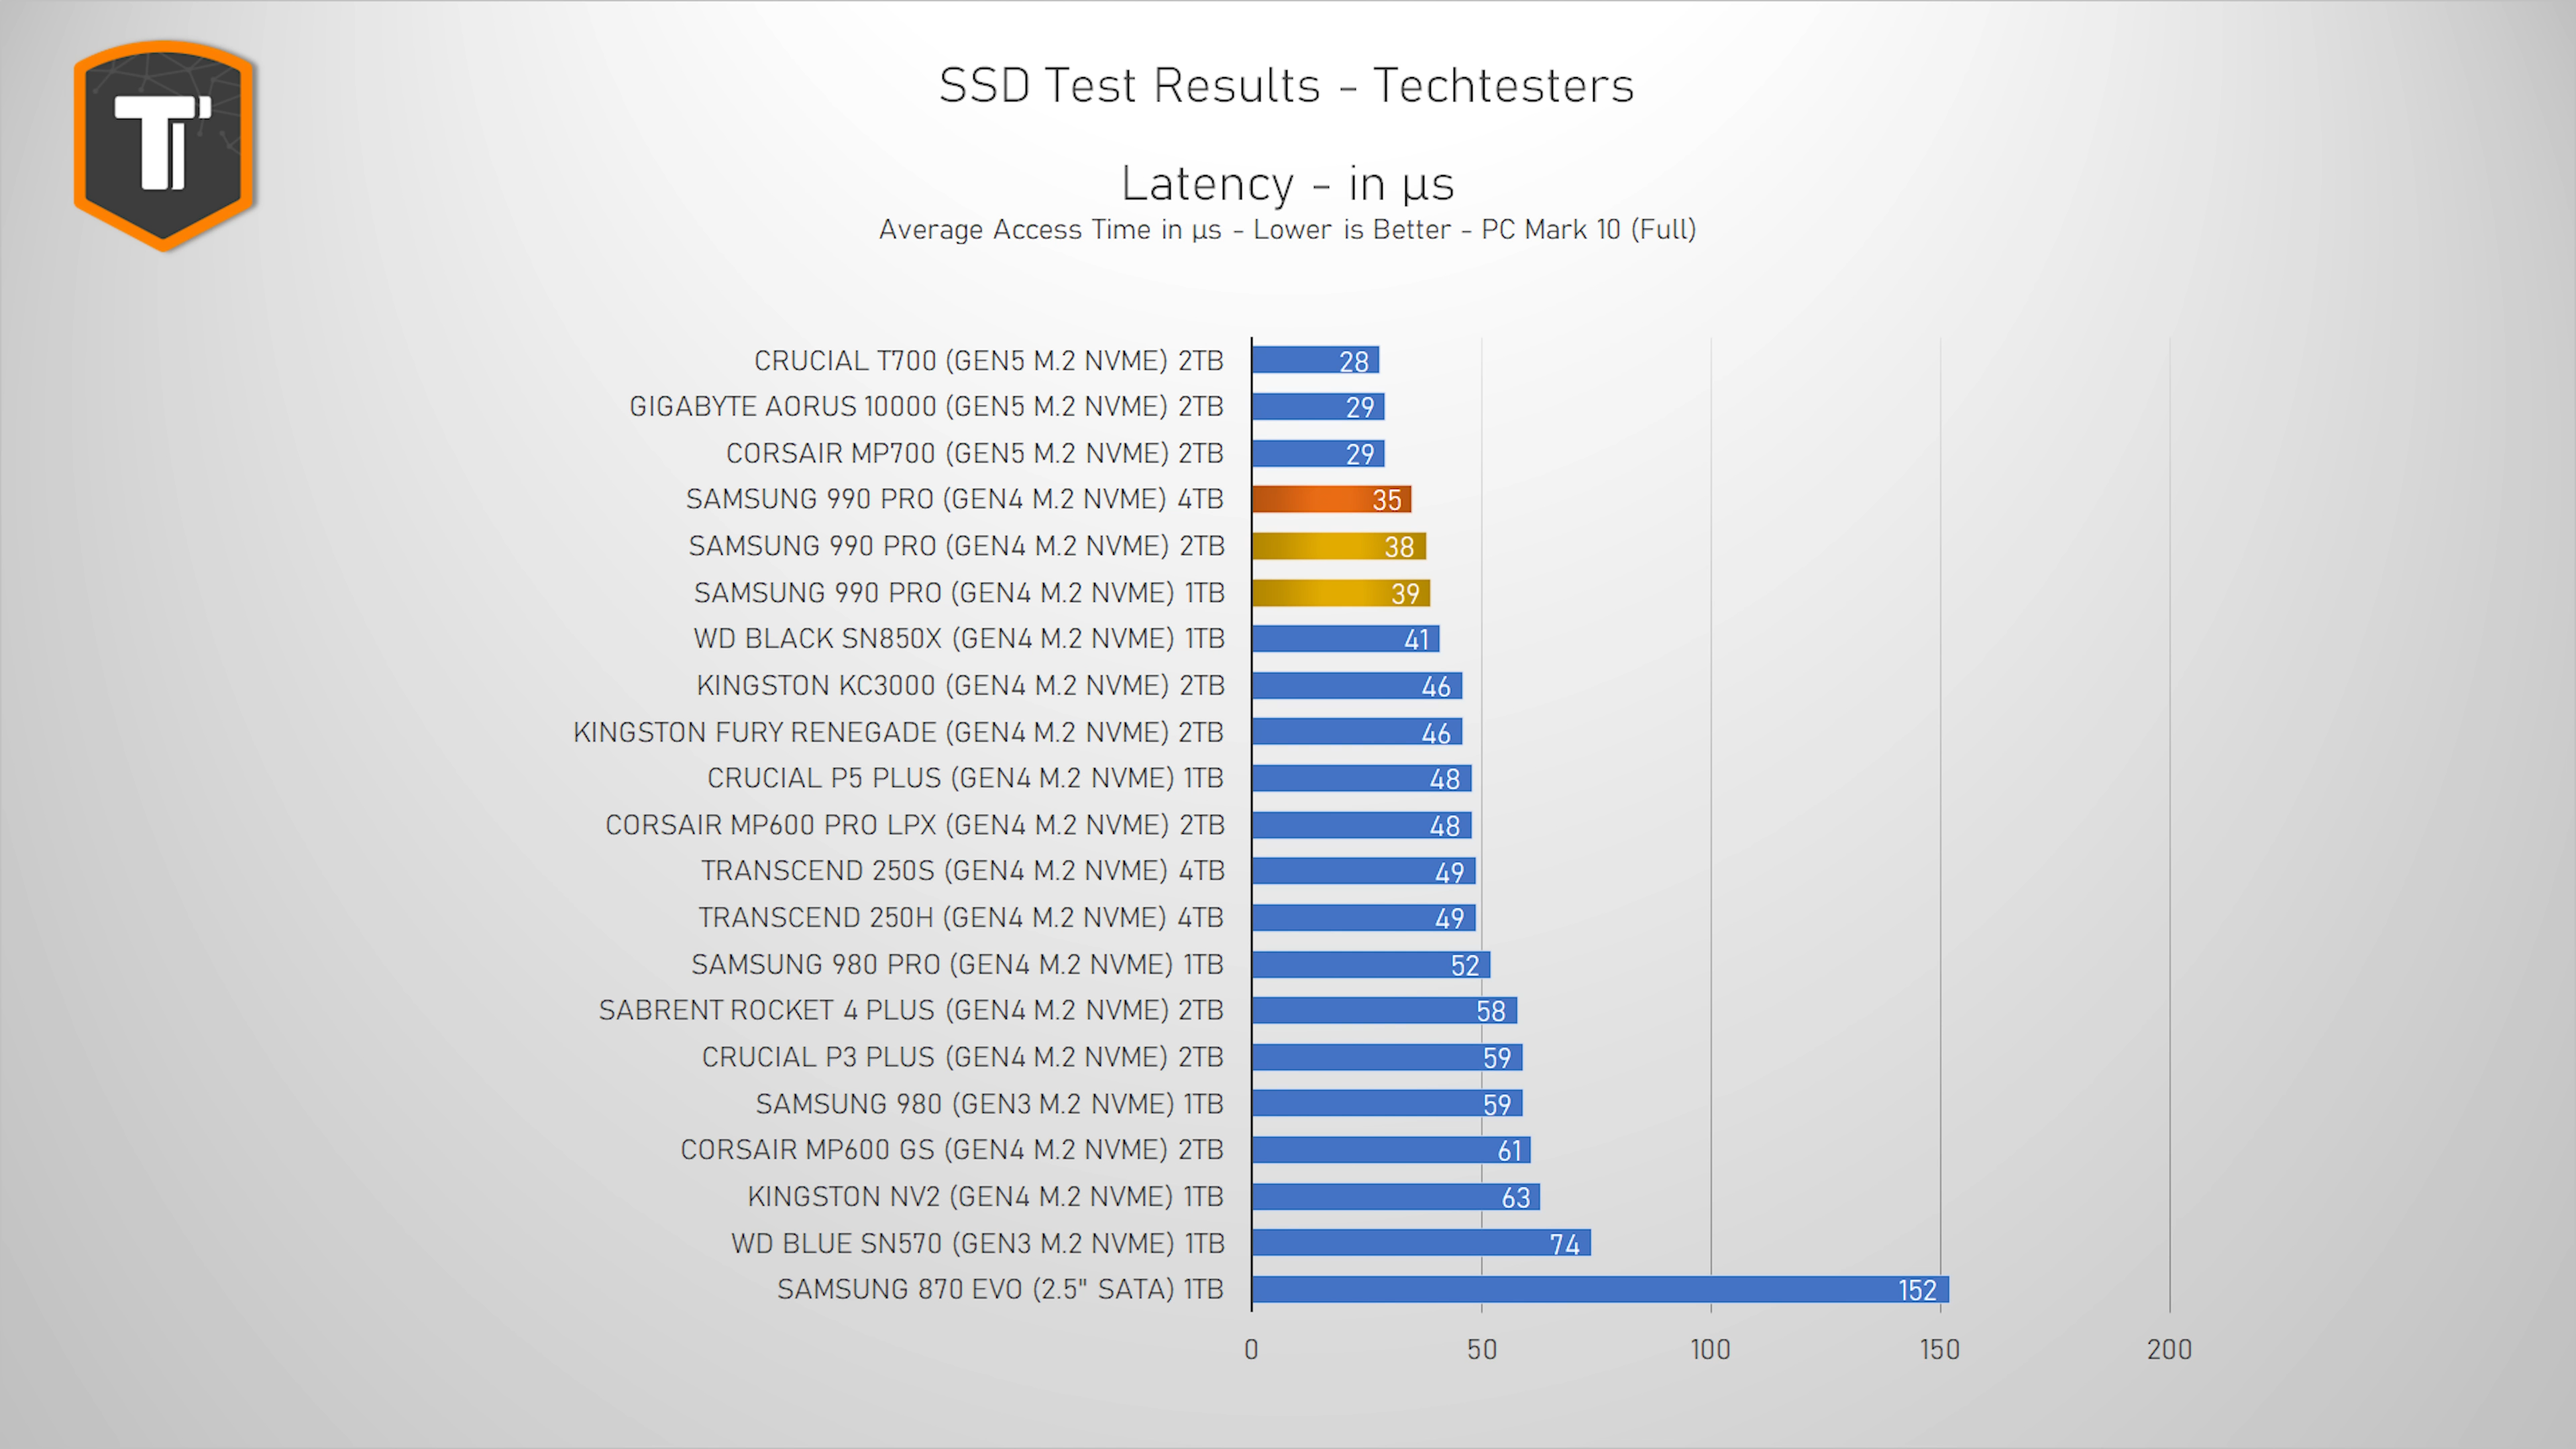 SSD Test Results - Techtesters
Latency - in µs
Average Access Time in µs - Lower is Better - PC Mark 10 (Full)
CRUCIAL T700 (GEN5 M.2 NVME) 2TB 28
GIGABYTE AORUS 10000 (GEN5 M.2 NVME) 2TB 29
CORSAIR MP700 (GEN5 M.2 NVME) 2TB 29
SAMSUNG 990 PRO (GEN4 M.2 NVME) 4TB 35
SAMSUNG 990 PRO (GEN4 M.2 NVME) 2TB 38
SAMSUNG 990 PRO (GEN4 M.2 NVME) 1TB 39
WD BLACK SN850X (GEN4 M.2 NVME) 1TB 41
KINGSTON KC3000 (GEN4 M.2 NVME) 2TB 46
KINGSTON FURY RENEGADE (GEN4 M.2 NVME) 2TB 46
CRUCIAL P5 PLUS (GEN4 M.2 NVME) 1TB 48
CORSAIR MP600 PRO LPX (GEN4 M.2 NVME) 2TB 48
TRANSCEND 250S (GEN4 M.2 NVME) 4TB 49
TRANSCEND 250H (GEN4 M.2 NVME) 4TB 49
SAMSUNG 980 PRO (GEN4 M.2 NVME) 1TB 52
SABRENT ROCKET 4 PLUS (GEN4 M.2 NVME) 2TB 58
CRUCIAL P3 PLUS (GEN4 M.2 NVME) 2TB 59
SAMSUNG 980 (GEN3 M.2 NVME) 1TB 59
CORSAIR MP600 GS (GEN4 M.2 NVME) 2TB 61
KINGSTON NV2 (GEN4 M.2 NVME) 1TB 63
WD BLUE SN570 (GEN3 M.2 NVME) 1TB 74
SAMSUNG 870 EVO (2.5" SATA) 1TB 152
0 50 100 150 200